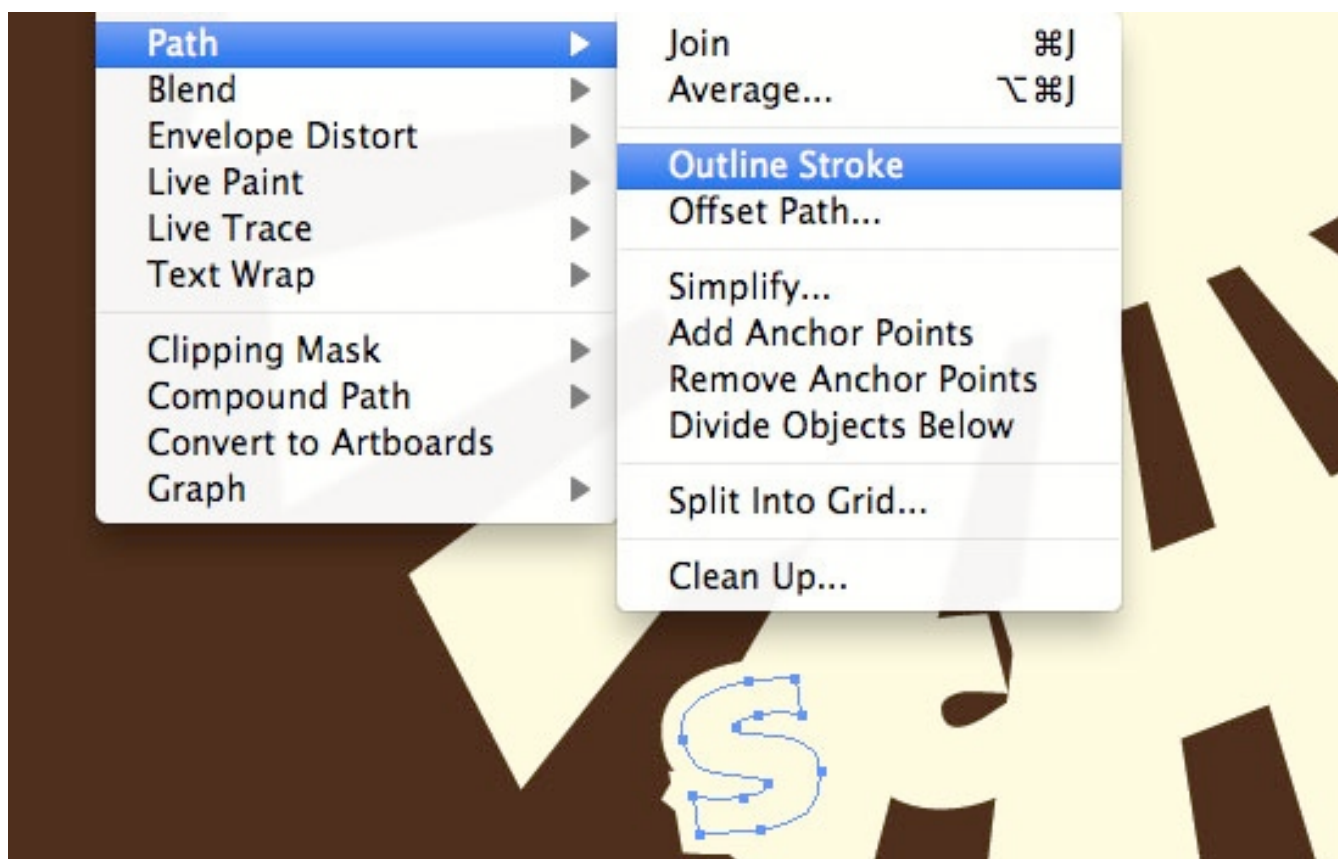 Path
Blend
Envelope Distort
Live Paint
Live Trace
Text Wrap
Clipping Mask
Compound Path
Convert to Artboards
Graph
Join ⌘J
Average... ⌥⌘J
Outline Stroke
Offset Path...
Simplify...
Add Anchor Points
Remove Anchor Points
Divide Objects Below
Split Into Grid...
Clean Up...
S